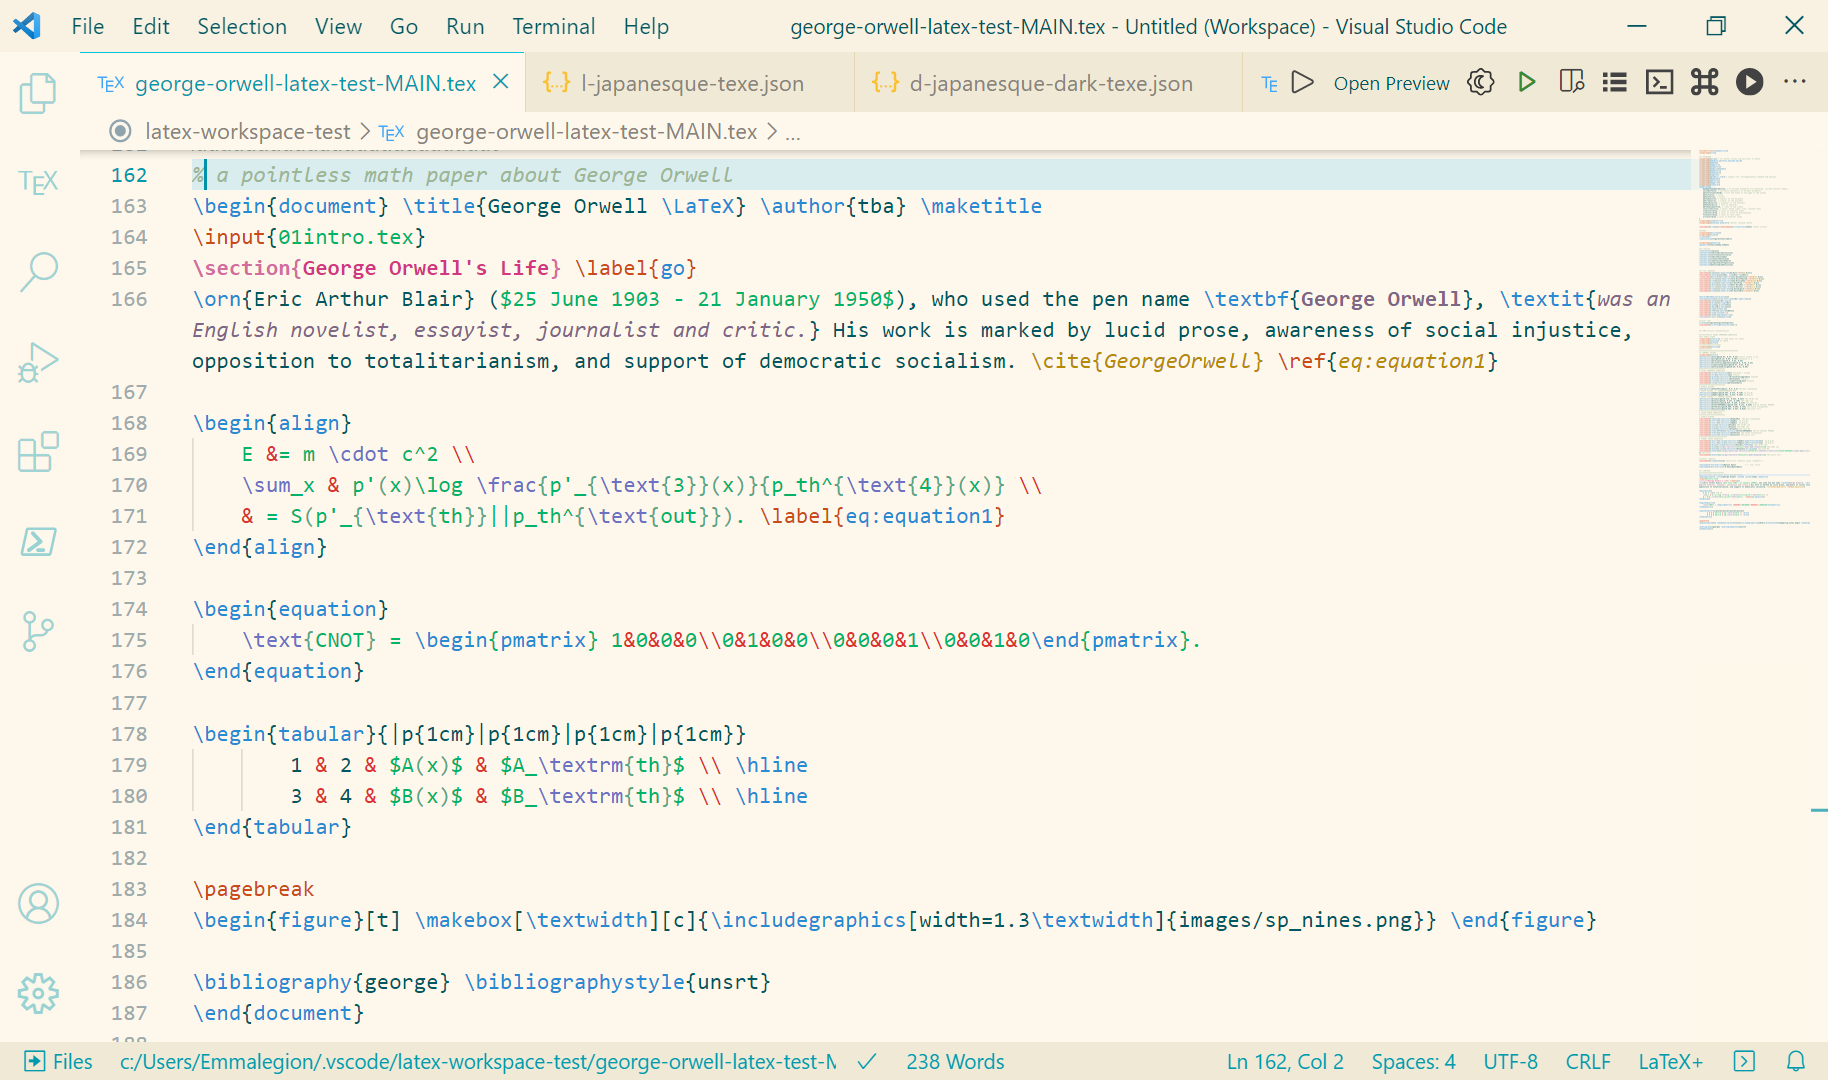 File Edit Selection View Go Run Terminal Help george-orwell-latex-test-MAIN.tex - Untitled (Workspace) - Visual Studio Code
TEX george-orwell-latex-test-MAIN.tex {..} l-japanesque-texe.json {..} d-japanesque-dark-texe.json TE Open Preview ...
latex-workspace-test > TEX george-orwell-latex-test-MAIN.tex > ...
TEX
162 % a pointless math paper about George Orwell
163 \begin{document} \title{George Orwell \LaTeX} \author{tba} \maketitle
164 \input{01intro.tex}
165 \section{George Orwell's Life} \label{go}
166 \orn{Eric Arthur Blair} ($25 June 1903 - 21 January 1950$), who used the pen name \textbf{George Orwell}, \textit{was an
English novelist, essayist, journalist and critic.} His work is marked by lucid prose, awareness of social injustice,
opposition to totalitarianism, and support of democratic socialism. \cite{GeorgeOrwell} \ref{eq:equation1}
167
168 \begin{align}
169 E &= m \cdot c^2 \\
170 \sum_x & p'(x)\log \frac{p'_{\text{3}}(x)}{p_th^{\text{4}}(x)} \\
171 & = S(p'_{\text{th}}||p_th^{\text{out}}). \label{eq:equation1}
172 \end{align}
173
174 \begin{equation}
175 \text{CNOT} = \begin{pmatrix} 1&0&0&0\\0&1&0&0\\0&0&0&1\\0&0&1&0\end{pmatrix}.
176 \end{equation}
177
178 \begin{tabular}{|p{1cm}|p{1cm}|p{1cm}|p{1cm}}
179 1 & 2 & $A(x)$ & $A_\textrm{th}$ \\ \hline
180 3 & 4 & $B(x)$ & $B_\textrm{th}$ \\ \hline
181 \end{tabular}
182
183 \pagebreak
184 \begin{figure}[t] \makebox[\textwidth][c]{\includegraphics[width=1.3\textwidth]{images/sp_nines.png}} \end{figure}
185
186 \bibliography{george} \bibliographystyle{unsrt}
187 \end{document}
Files c:/Users/Emmalegion/.vscode/latex-workspace-test/george-orwell-latex-test-M 238 Words Ln 162, Col 2 Spaces: 4 UTF-8 CRLF LaTeX+